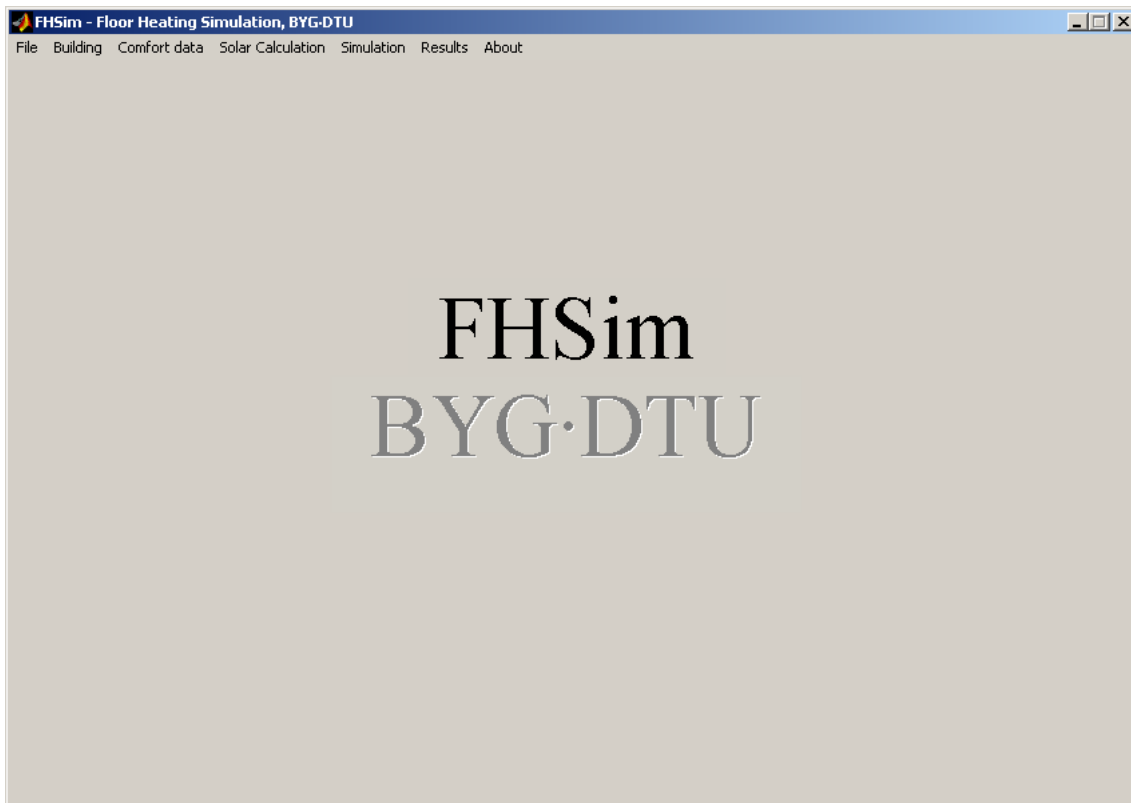 FHSim - Floor Heating Simulation, BYG·DTU
File Building Comfort data Solar Calculation Simulation Results About
FHSim
BYG·DTU